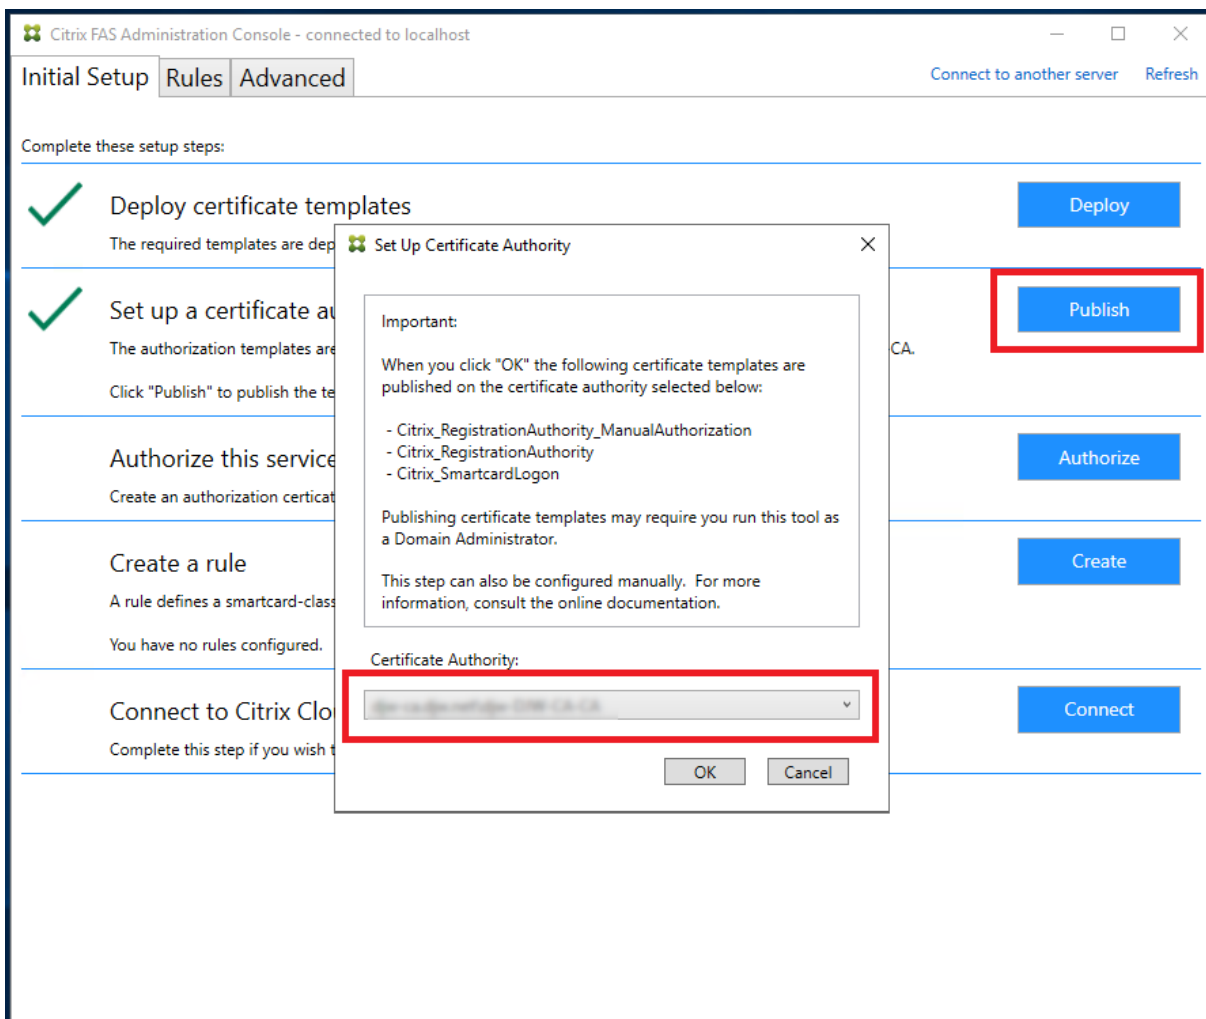 Citrix FAS Administration Console - connected to localhost
Initial Setup Rules Advanced
Connect to another server Refresh
Complete these setup steps:
Deploy certificate templates
Deploy
The required templates are dep
Set up a certificate au
Publish
The authorization templates are
CA.
Click "Publish" to publish the te
Authorize this service
Authorize
Create an authorization certicat
Create a rule
Create
A rule defines a smartcard-class
You have no rules configured.
Connect to Citrix Clo
Connect
Complete this step if you wish t
Set Up Certificate Authority
Important:
When you click "OK" the following certificate templates are
published on the certificate authority selected below:
- Citrix_RegistrationAuthority_ManualAuthorization
- Citrix_RegistrationAuthority
- Citrix_SmartcardLogon
Publishing certificate templates may require you run this tool as
a Domain Administrator.
This step can also be configured manually. For more
information, consult the online documentation.
Certificate Authority:
OK Cancel